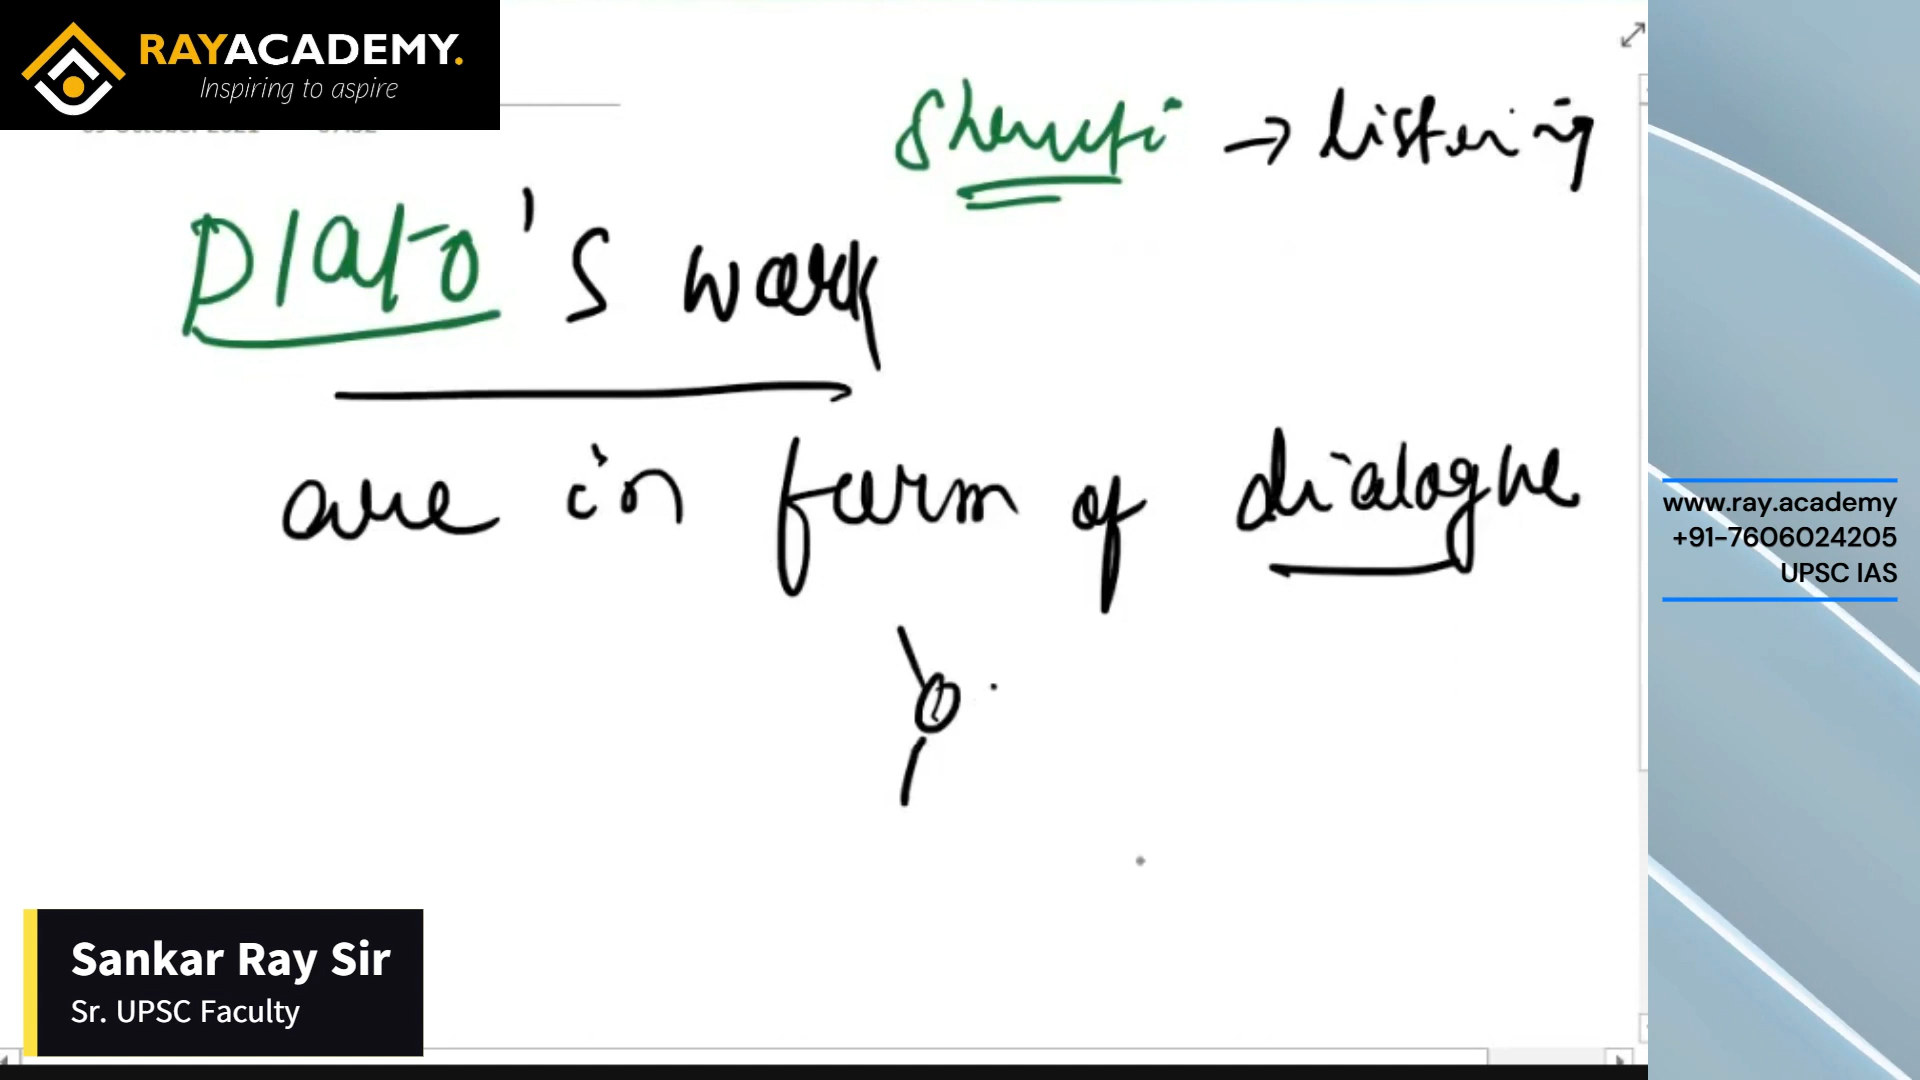 RAYACADEMY.
Inspiring to aspire
Shruti → listening
Plato's work
are in form of dialogue
www.ray.academy
+91-7606024205
UPSC IAS
Sankar Ray Sir
Sr. UPSC Faculty